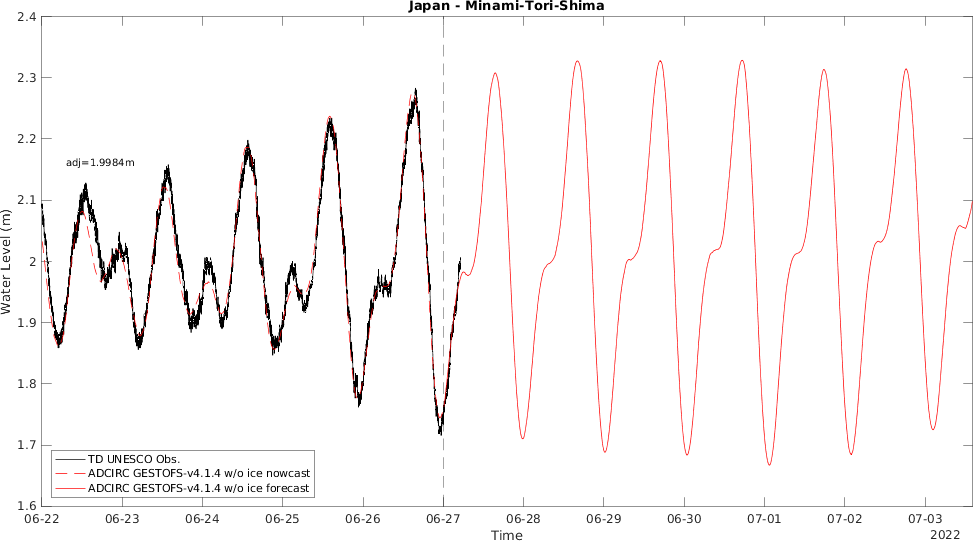 Japan - Minami-Tori-Shima
2.4
2.3
2.2
2.1
2
1.9
1.8
1.7
1.6
Water Level (m)
adj=1.9984m
TD UNESCO Obs.
ADCIRC GESTOFS-v4.1.4 w/o ice nowcast
ADCIRC GESTOFS-v4.1.4 w/o ice forecast
06-22 06-23 06-24 06-25 06-26 06-27 06-28 06-29 06-30 07-01 07-02 07-03
Time
2022